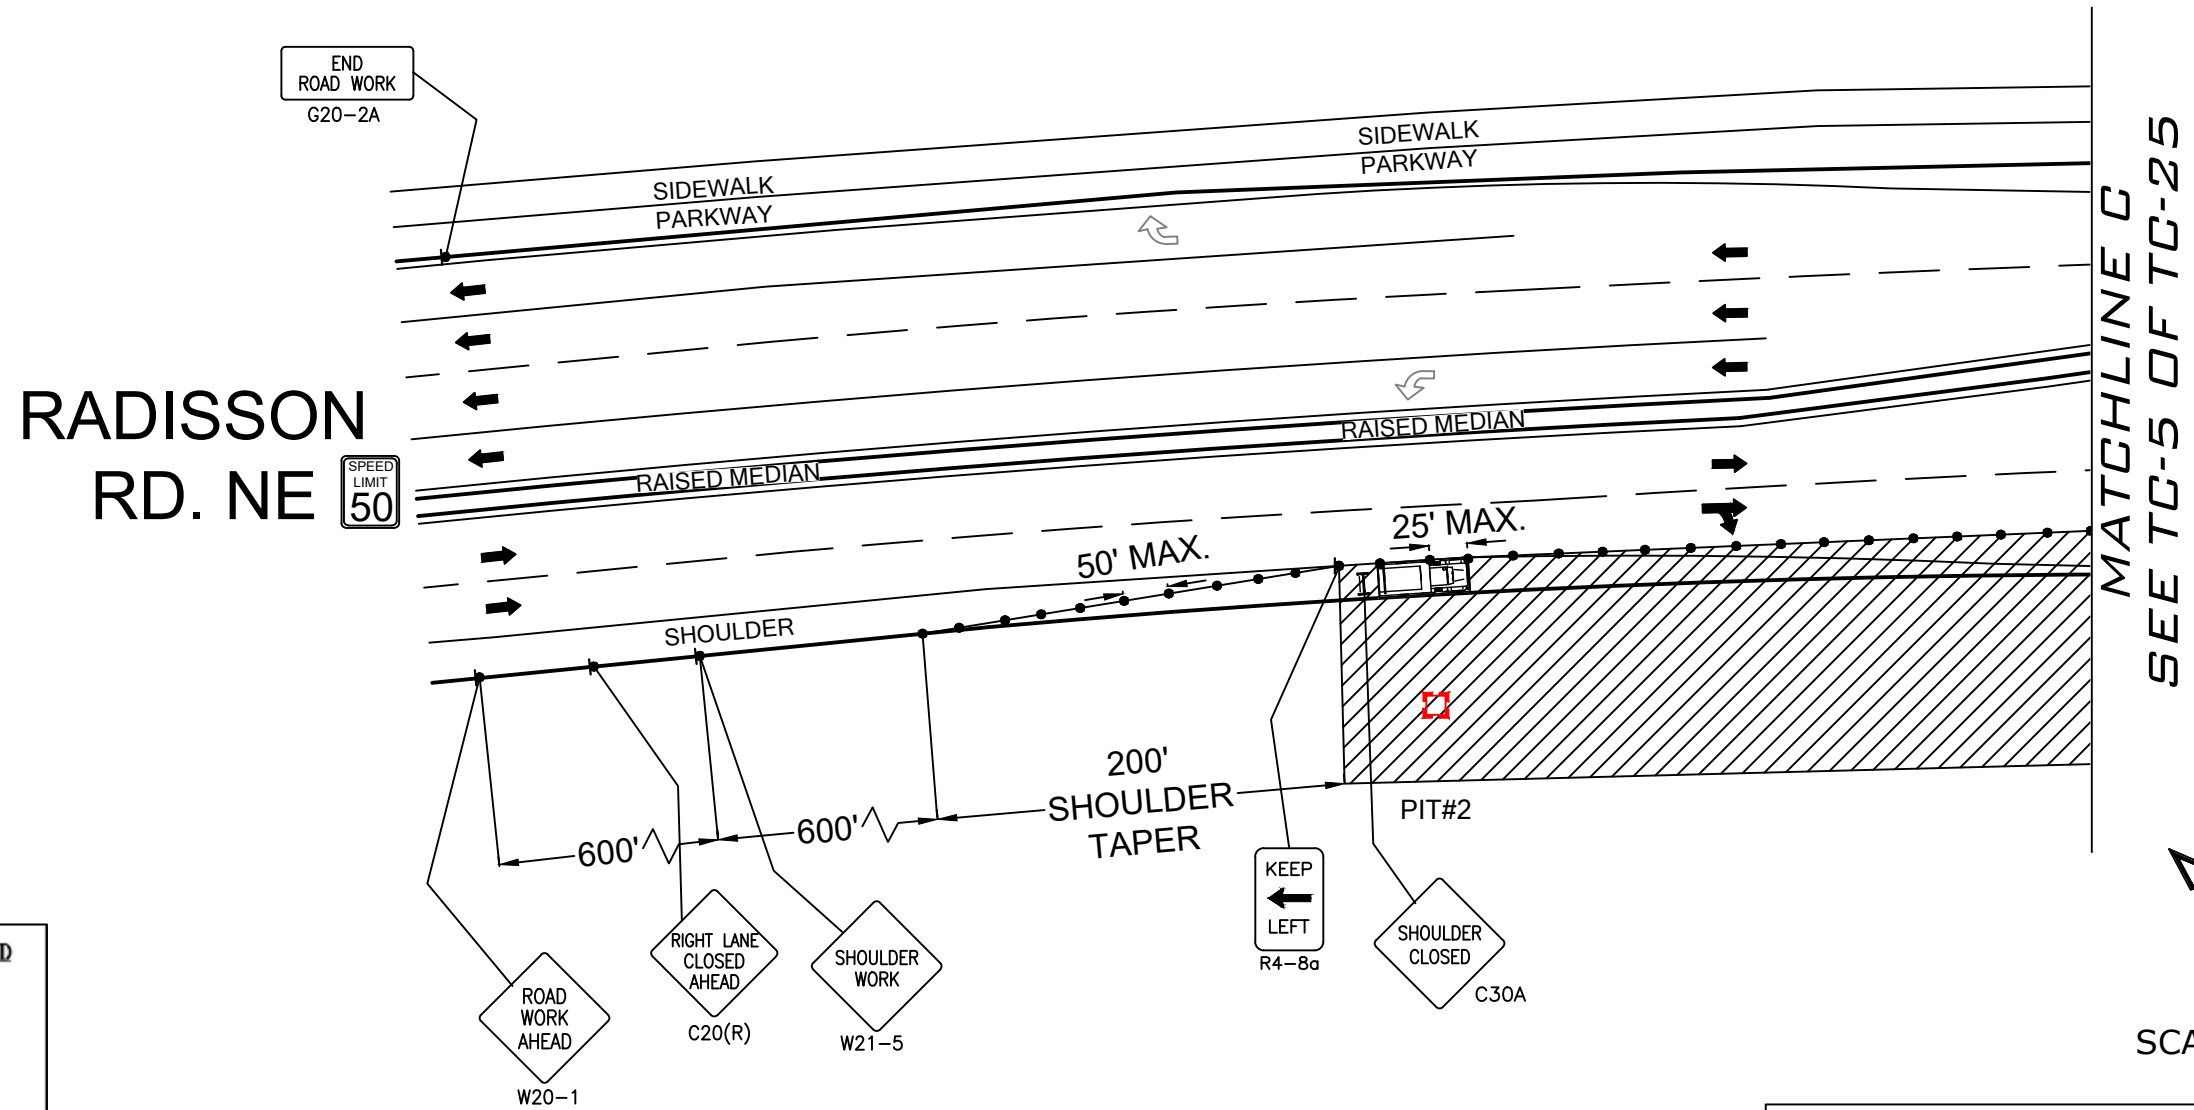 END
ROAD WORK
G20-2A
SIDEWALK
PARKWAY
SIDEWALK
PARKWAY
RADISSON
RD. NE
SPEED
LIMIT
50
RAISED MEDIAN
RAISED MEDIAN
MATCHLINE C
SEE TC-5 OF TC-25
50' MAX.
25' MAX.
SHOULDER
600'
600'
200'
SHOULDER
TAPER
PIT#2
KEEP
LEFT
R4-8a
SHOULDER
CLOSED
C30A
RIGHT LANE
CLOSED
AHEAD
C20(R)
SHOULDER
WORK
W21-5
ROAD
WORK
AHEAD
W20-1
D
SCA